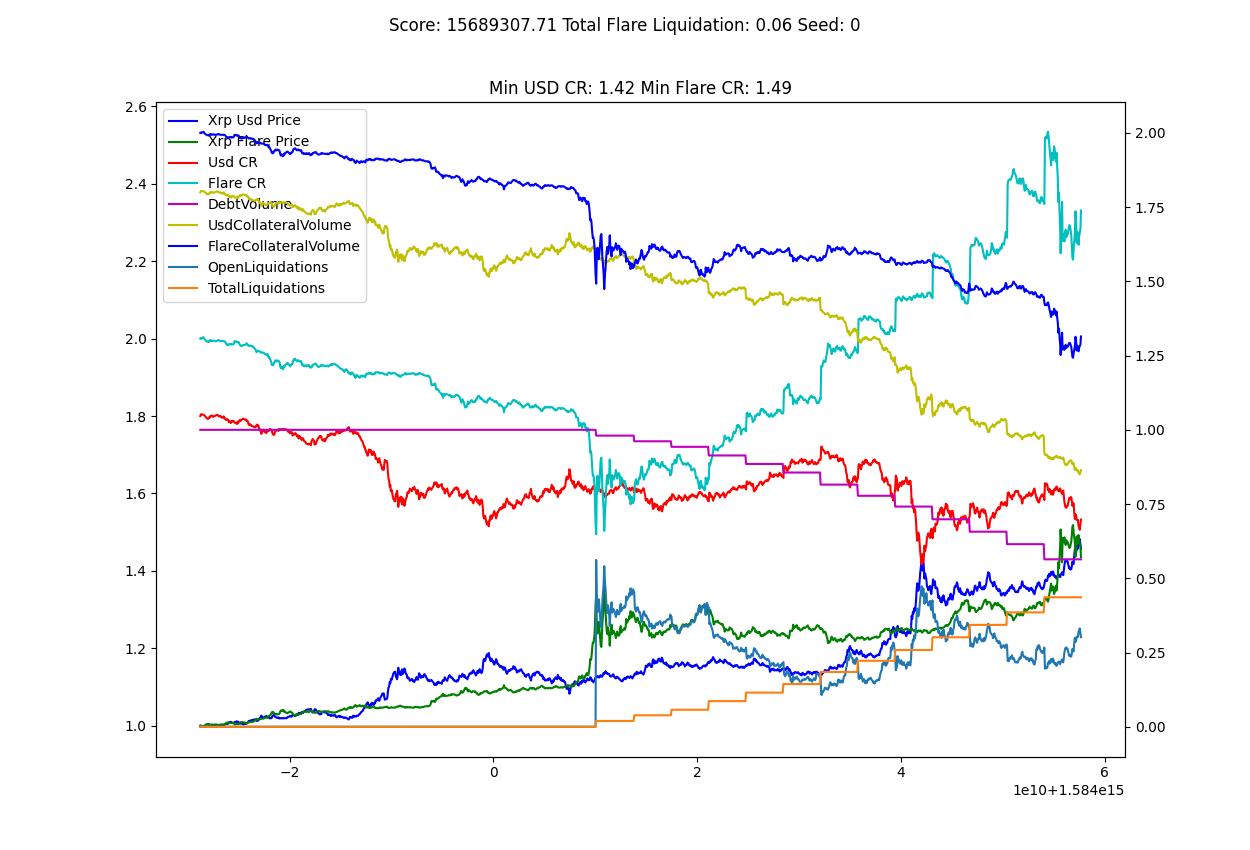 Score: 15689307.71 Total Flare Liquidation: 0.06 Seed: 0
Min USD CR: 1.42 Min Flare CR: 1.49
2.6
2.4
2.2
2.0
1.8
1.6
1.4
1.2
1.0
Xrp Usd Price
Xrp Flare Price
Usd CR
Flare CR
DebtVolume
UsdCollateralVolume
FlareCollateralVolume
OpenLiquidations
TotalLiquidations
2.00
1.75
1.50
1.25
1.00
0.75
0.50
0.25
0.00
−2 0 2 4 6
1e10+1.584e15